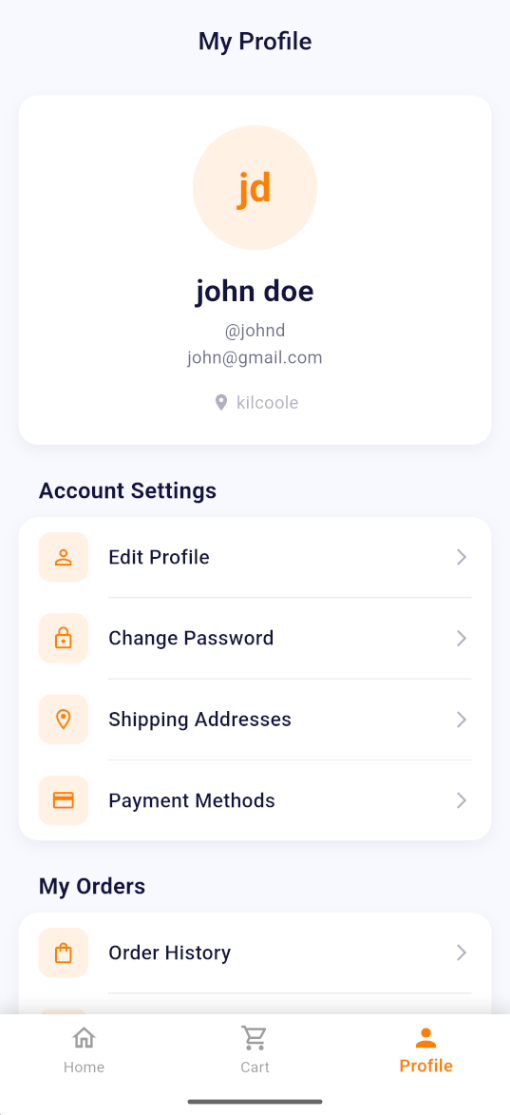 My Profile
jd
john doe
@johnd
john@gmail.com
kilcoole
Account Settings
Edit Profile
Change Password
Shipping Addresses
Payment Methods
My Orders
Order History
Home
Cart
Profile